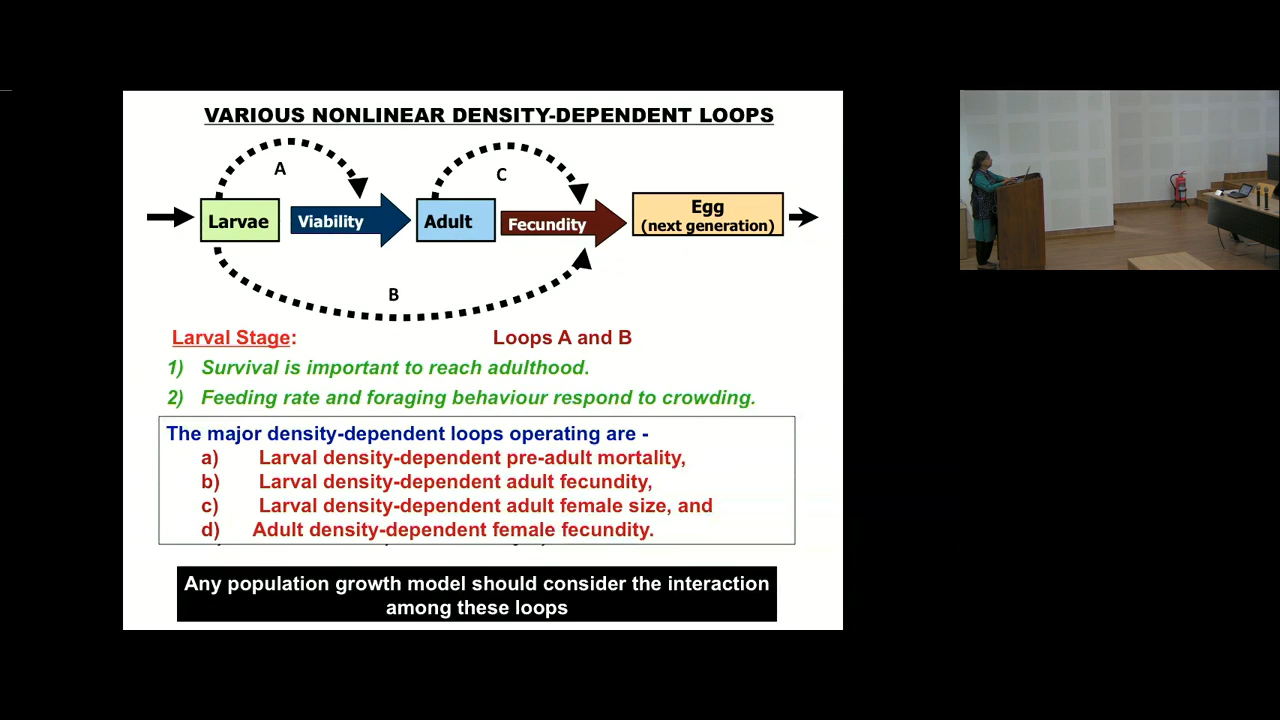 VARIOUS NONLINEAR DENSITY-DEPENDENT LOOPS
A
C
Larvae
Viability
Adult
Fecundity
Egg
(next generation)
B
Larval Stage: Loops A and B
1) Survival is important to reach adulthood.
2) Feeding rate and foraging behaviour respond to crowding.
The major density-dependent loops operating are -
a) Larval density-dependent pre-adult mortality,
b) Larval density-dependent adult fecundity,
c) Larval density-dependent adult female size, and
d) Adult density-dependent female fecundity.
Any population growth model should consider the interaction
among these loops